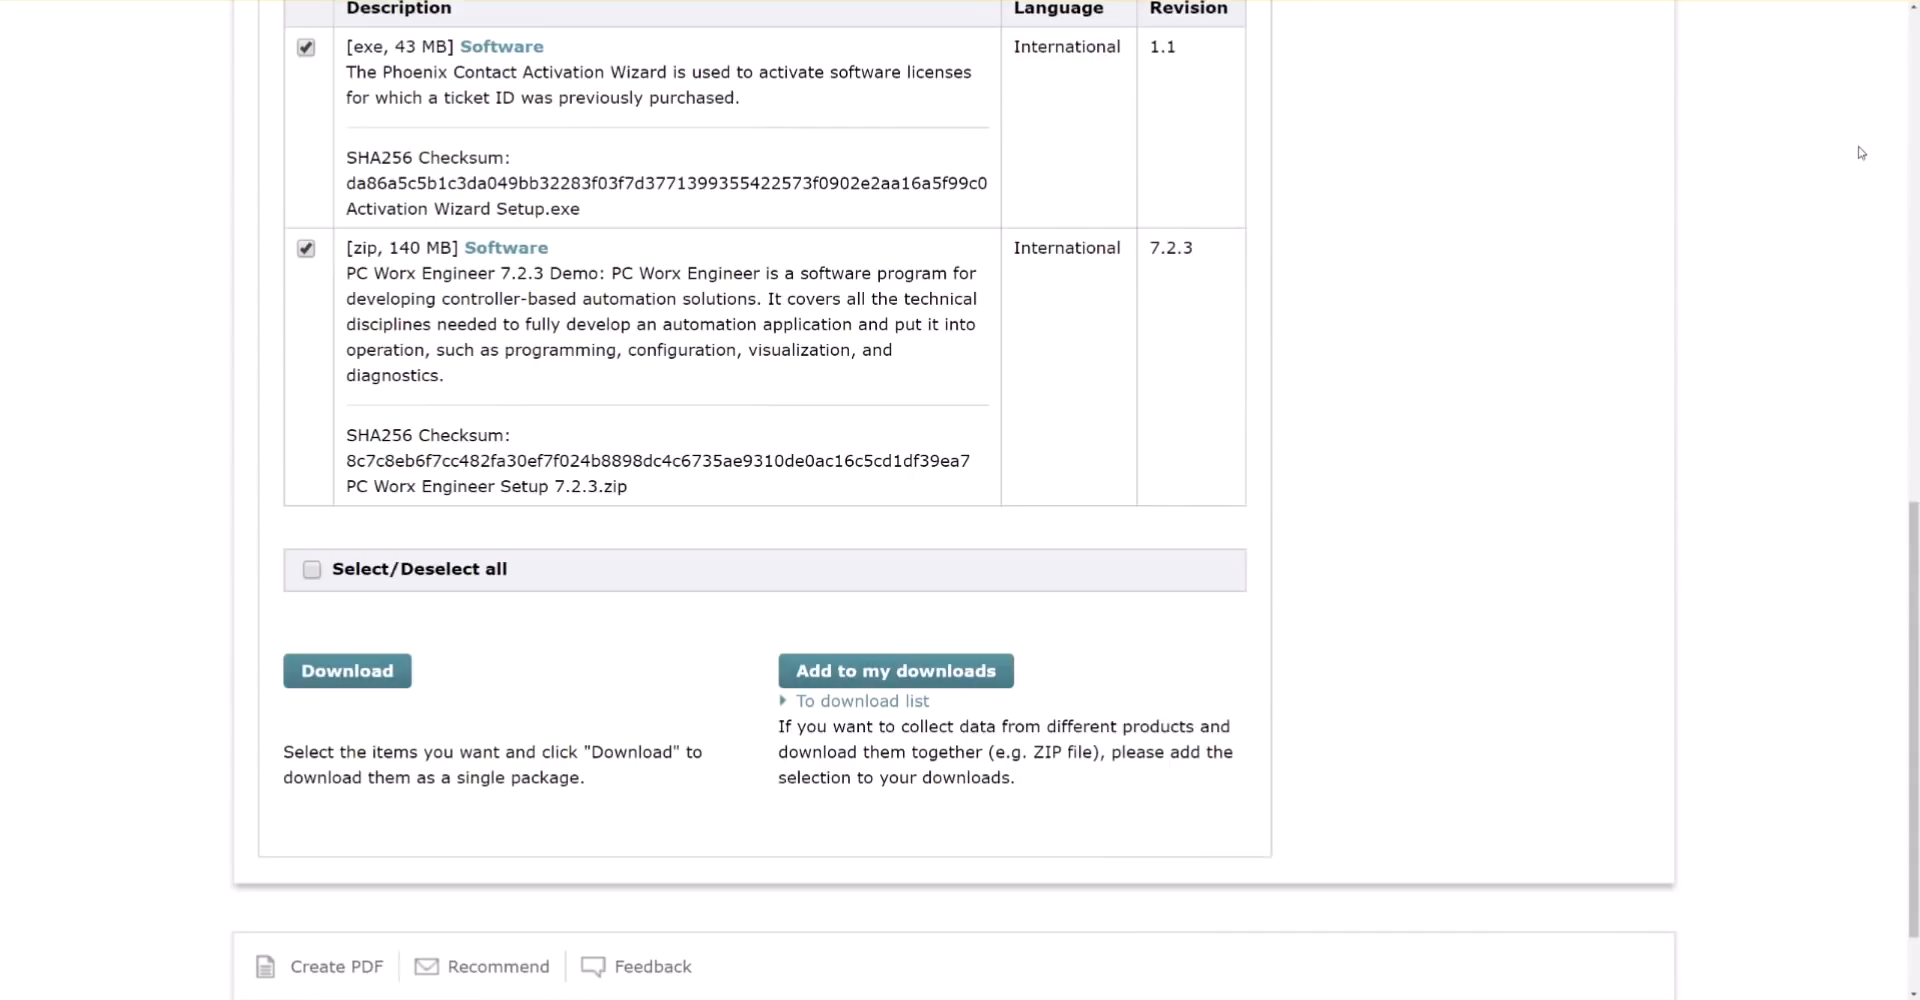 Description Language Revision
[exe, 43 MB] Software International 1.1
The Phoenix Contact Activation Wizard is used to activate software licenses
for which a ticket ID was previously purchased.
SHA256 Checksum:
da86a5c5b1c3da049bb32283f03f7d3771399355422573f0902e2aa16a5f99c0
Activation Wizard Setup.exe
[zip, 140 MB] Software International 7.2.3
PC Worx Engineer 7.2.3 Demo: PC Worx Engineer is a software program for
developing controller-based automation solutions. It covers all the technical
disciplines needed to fully develop an automation application and put it into
operation, such as programming, configuration, visualization, and
diagnostics.
SHA256 Checksum:
8c7c8eb6f7cc482fa30ef7f024b8898dc4c6735ae9310de0ac16c5cd1df39ea7
PC Worx Engineer Setup 7.2.3.zip
Select/Deselect all
Download
Select the items you want and click "Download" to
download them as a single package.
Add to my downloads
To download list
If you want to collect data from different products and
download them together (e.g. ZIP file), please add the
selection to your downloads.
Create PDF Recommend Feedback